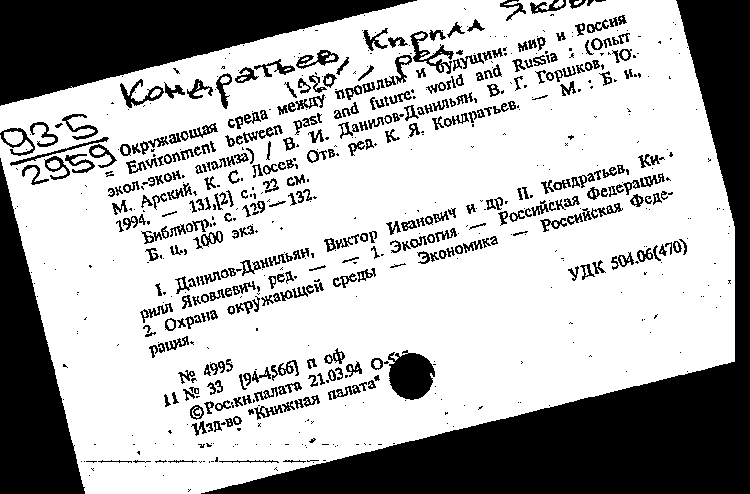 Кондратьев, Кирилл
1920 , ред.
93-5
2959
Окружающая среда между прошлым и будущим: мир и Россия
= Environment between past and future: world and Russia : (Опыт
экол.-экон. анализа) / В. И. Данилов-Данильян, В. Г. Горшков, Ю.
М. Арский, К. С. Лосев; Отв. ред. К. Я. Кондратьев. — М. : Б. и.,
1994. — 131,[2] с.; 22 см.
Библиогр.: с. 129—132.
Б. ц., 1000 экз.
I. Данилов-Данильян, Виктор Иванович и др. II. Кондратьев, Ки-
рилл Яковлевич, ред. — — 1. Экология — Российская Федерация.
2. Охрана окружающей среды — Экономика — Российская Феде-
рация.
УДК 504.06(470)
№ 4995
11 № 33 [94-4566] п оф
©Рос.кн.палата 21.03.94
Изд-во "Книжная палата"